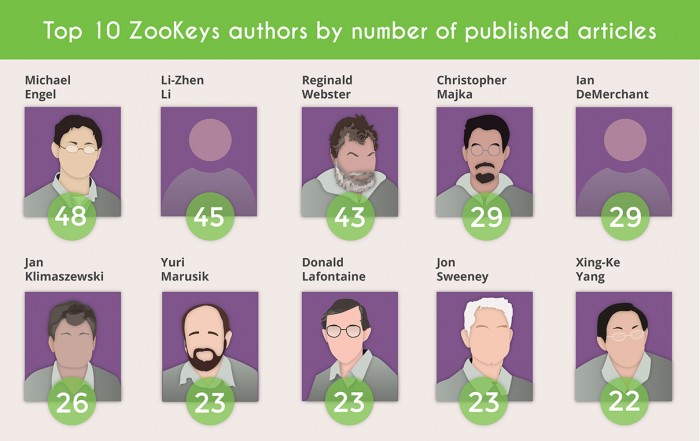 Top 10 ZooKeys authors by number of published articles
Michael
Engel
48
Li-Zhen
Li
45
Reginald
Webster
43
Christopher
Majka
29
Ian
DeMerchant
29
Jan
Klimaszewski
26
Yuri
Marusik
23
Donald
Lafontaine
23
Jon
Sweeney
23
Xing-Ke
Yang
22